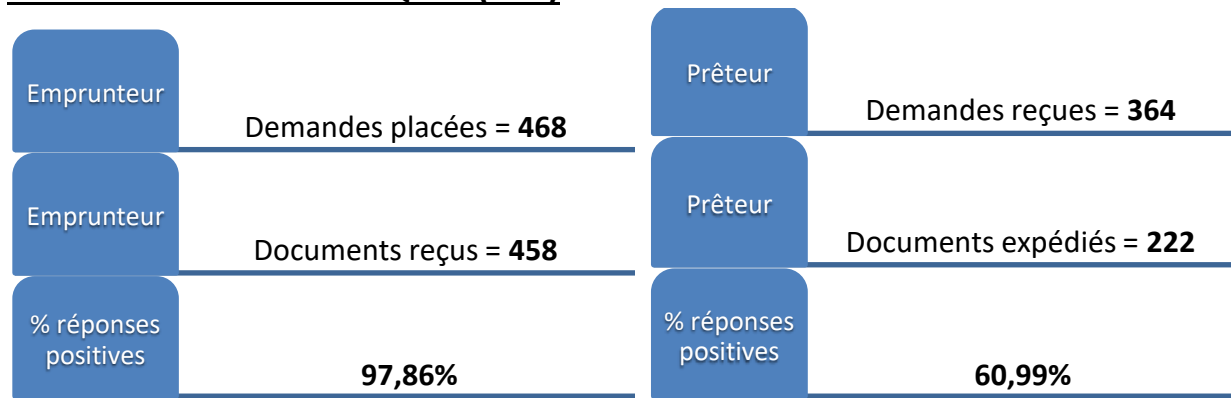 Emprunteur
Demandes placées = 468
Emprunteur
Documents reçus = 458
% réponses
positives
97,86%
Prêteur
Demandes reçues = 364
Prêteur
Documents expédiés = 222
% réponses
positives
60,99%